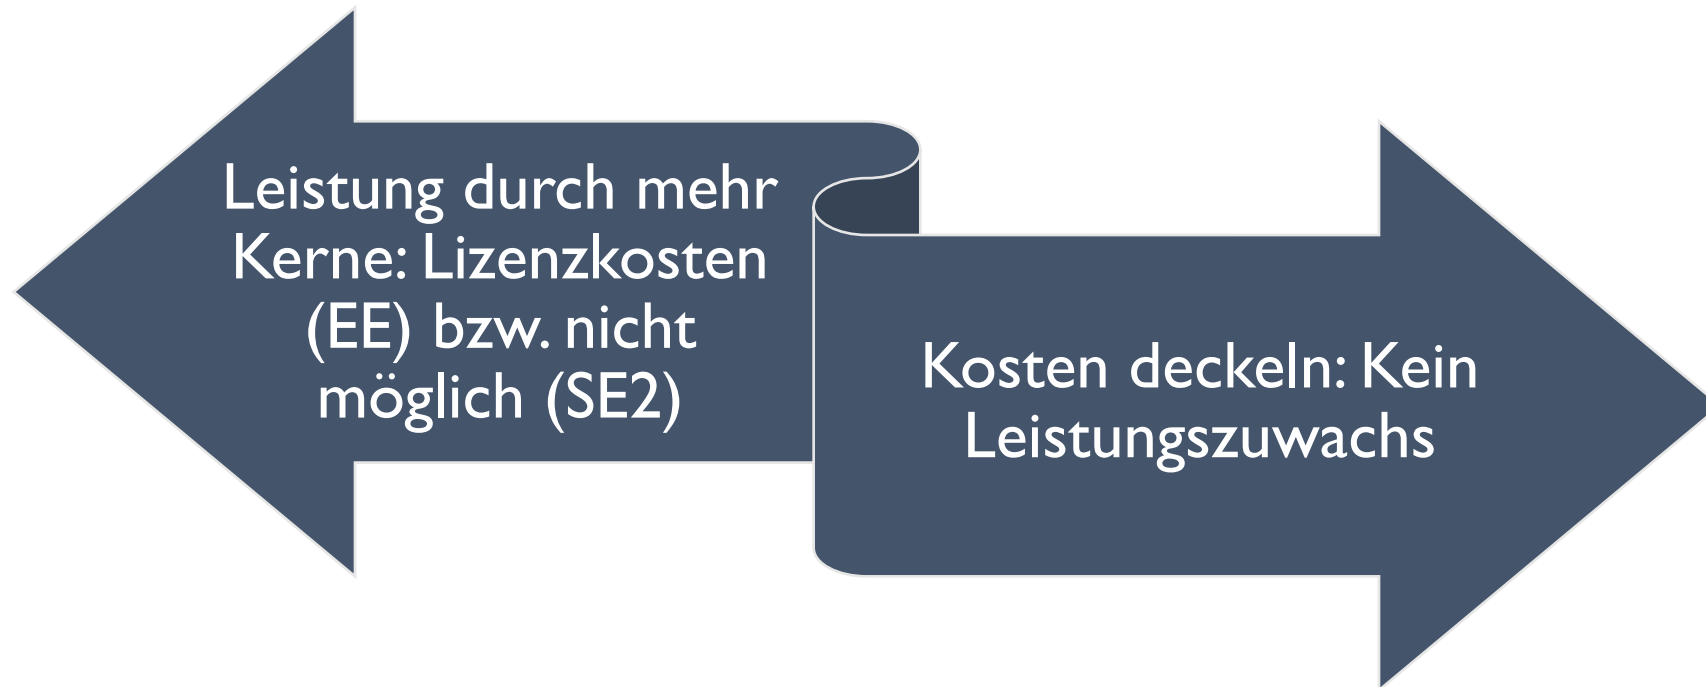 Leistung durch mehr
Kerne: Lizenzkosten
(EE) bzw. nicht
möglich (SE2)
Kosten deckeln: Kein
Leistungszuwachs